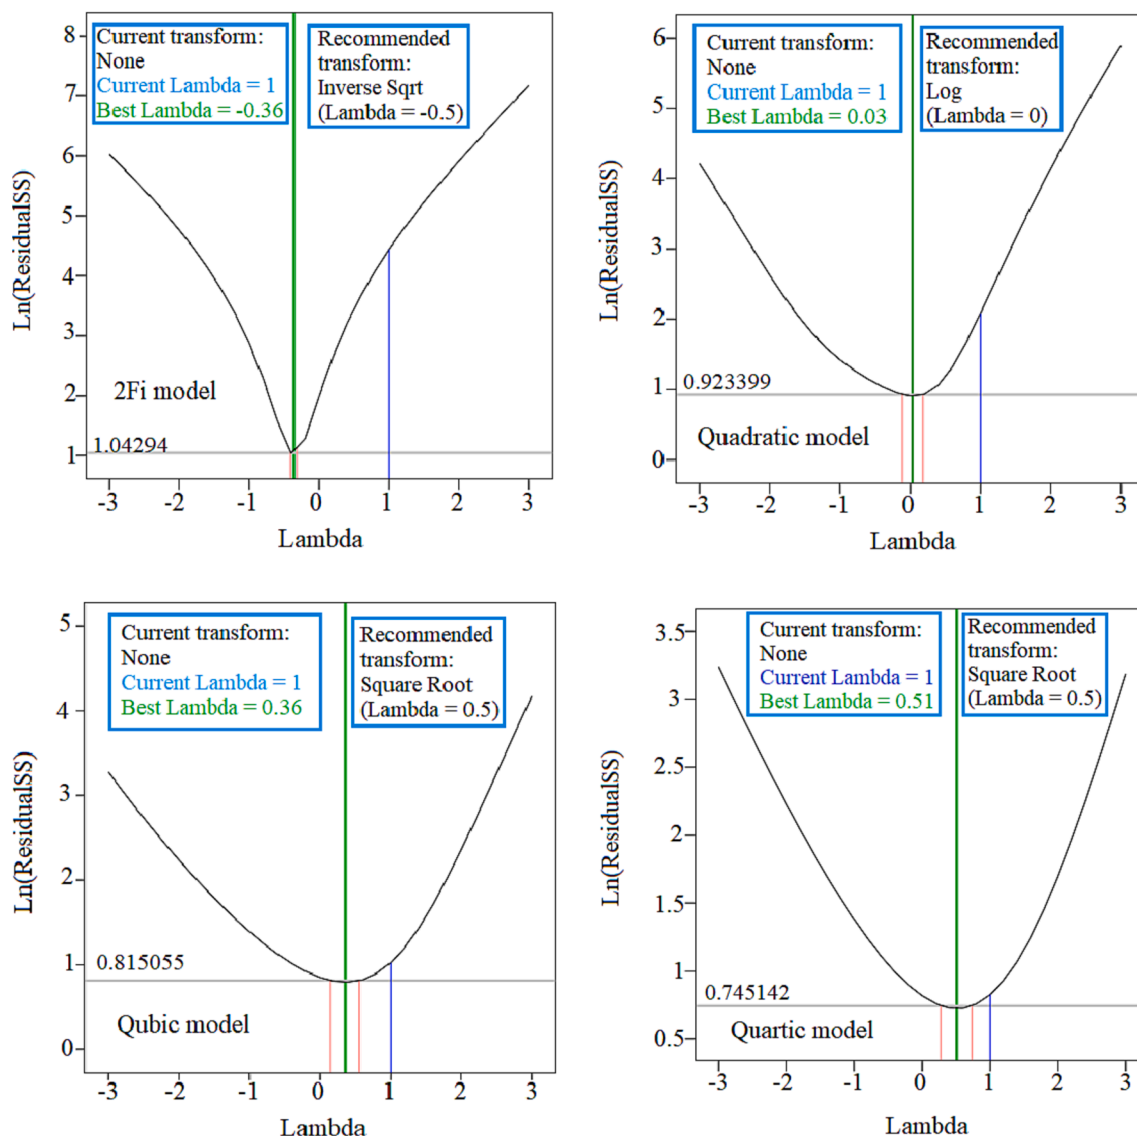 Current transform:
None
Current Lambda = 1
Best Lambda = -0.36
Recommended
transform:
Inverse Sqrt
(Lambda = -0.5)
8
7
6
5
4
3
2
1
Ln(ResidualSS)
2Fi model
1.04294
-3
-2
-1
0
1
2
3
Lambda
Current transform:
None
Current Lambda = 1
Best Lambda = 0.03
Recommended
transform:
Log
(Lambda = 0)
6
5
4
3
2
1
0
Ln(ResidualSS)
0.923399
Quadratic model
-3
-2
-1
0
1
2
3
Lambda
Current transform:
None
Current Lambda = 1
Best Lambda = 0.36
Recommended
transform:
Square Root
(Lambda = 0.5)
5
4
3
2
1
0
Ln(ResidualSS)
0.815055
Qubic model
-3
-2
-1
0
1
2
3
Lambda
Current transform:
None
Current Lambda = 1
Best Lambda = 0.51
Recommended
transform:
Square Root
(Lambda = 0.5)
3.5
3
2.5
2
1.5
1
0.5
Ln(ResidualSS)
0.745142
Quartic model
-3
-2
-1
0
1
2
3
Lambda